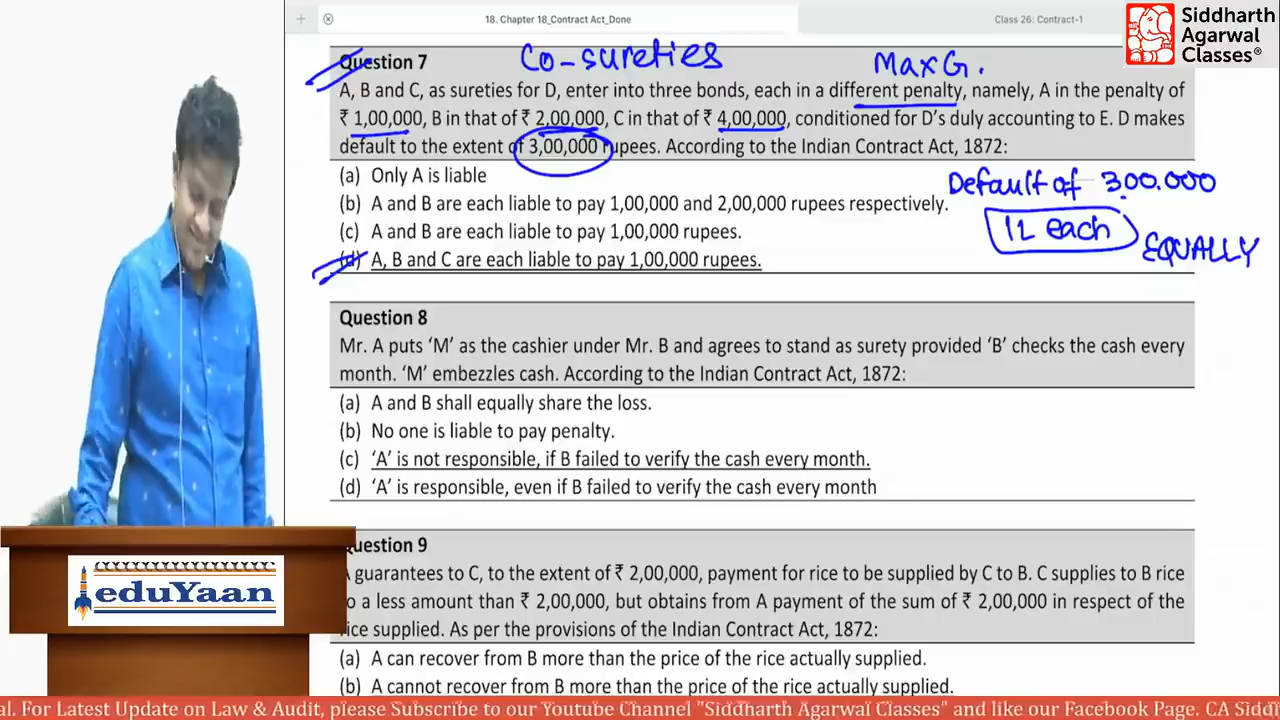 18. Chapter 18_Contract Act_Done
Class 26: Contract-1
Siddharth
Agarwal
Classes®
Question 7
Co-sureties
Max G.
A, B and C, as sureties for D, enter into three bonds, each in a different penalty, namely, A in the penalty of
₹ 1,00,000, B in that of ₹ 2,00,000, C in that of ₹ 4,00,000, conditioned for D's duly accounting to E. D makes
default to the extent of 3,00,000 rupees. According to the Indian Contract Act, 1872:
(a) Only A is liable
(b) A and B are each liable to pay 1,00,000 and 2,00,000 rupees respectively.
(c) A and B are each liable to pay 1,00,000 rupees.
(d) A, B and C are each liable to pay 1,00,000 rupees.
Default of 300.000
1L each
EQUALLY
Question 8
Mr. A puts ‘M’ as the cashier under Mr. B and agrees to stand as surety provided ‘B’ checks the cash every
month. ‘M’ embezzles cash. According to the Indian Contract Act, 1872:
(a) A and B shall equally share the loss.
(b) No one is liable to pay penalty.
(c) ‘A’ is not responsible, if B failed to verify the cash every month.
(d) ‘A’ is responsible, even if B failed to verify the cash every month
uestion 9
guarantees to C, to the extent of ₹ 2,00,000, payment for rice to be supplied by C to B. C supplies to B rice
o a less amount than ₹ 2,00,000, but obtains from A payment of the sum of ₹ 2,00,000 in respect of the
rice supplied. As per the provisions of the Indian Contract Act, 1872:
(a) A can recover from B more than the price of the rice actually supplied.
(b) A cannot recover from B more than the price of the rice actually supplied.
eduYaan
al. For Latest Update on Law & Audit, please Subscribe to our Youtube Channel "Siddharth Agarwal Classes" and like our Facebook Page. CA Siddh